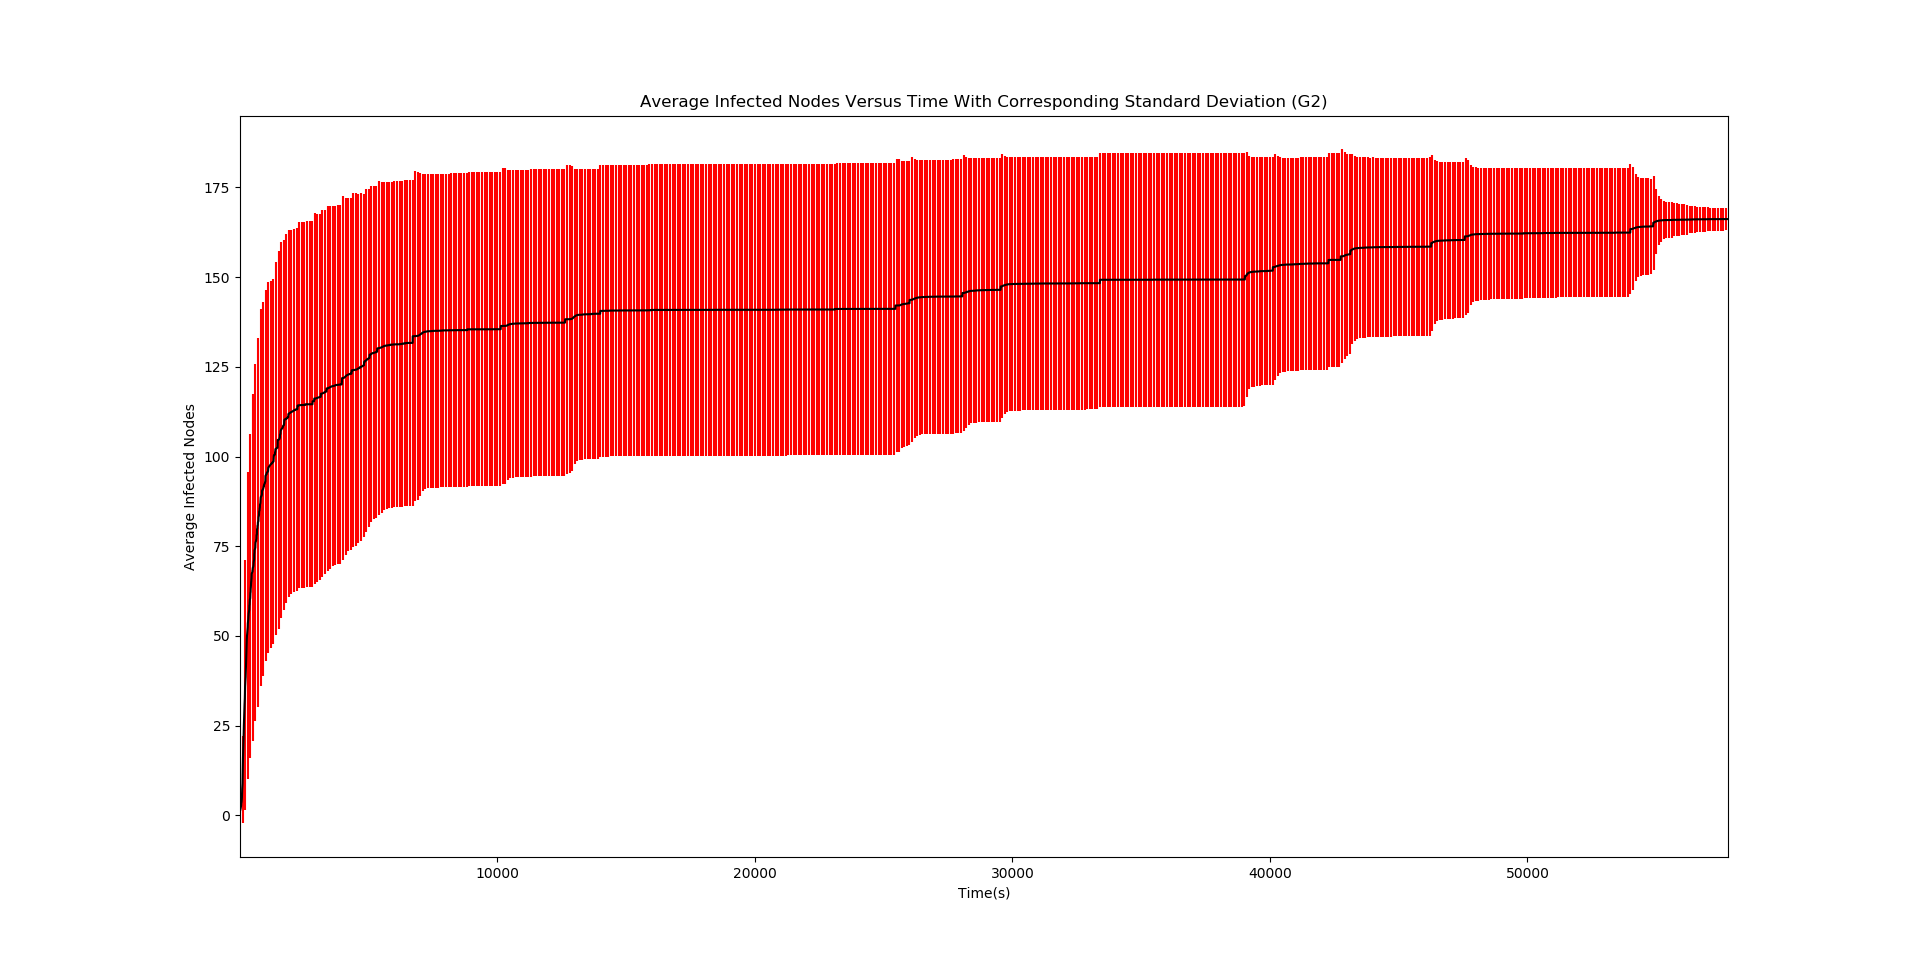 Average Infected Nodes Versus Time With Corresponding Standard Deviation (G2)
175
150
125
100
75
50
25
0
Average Infected Nodes
10000 20000 30000 40000 50000
Time(s)